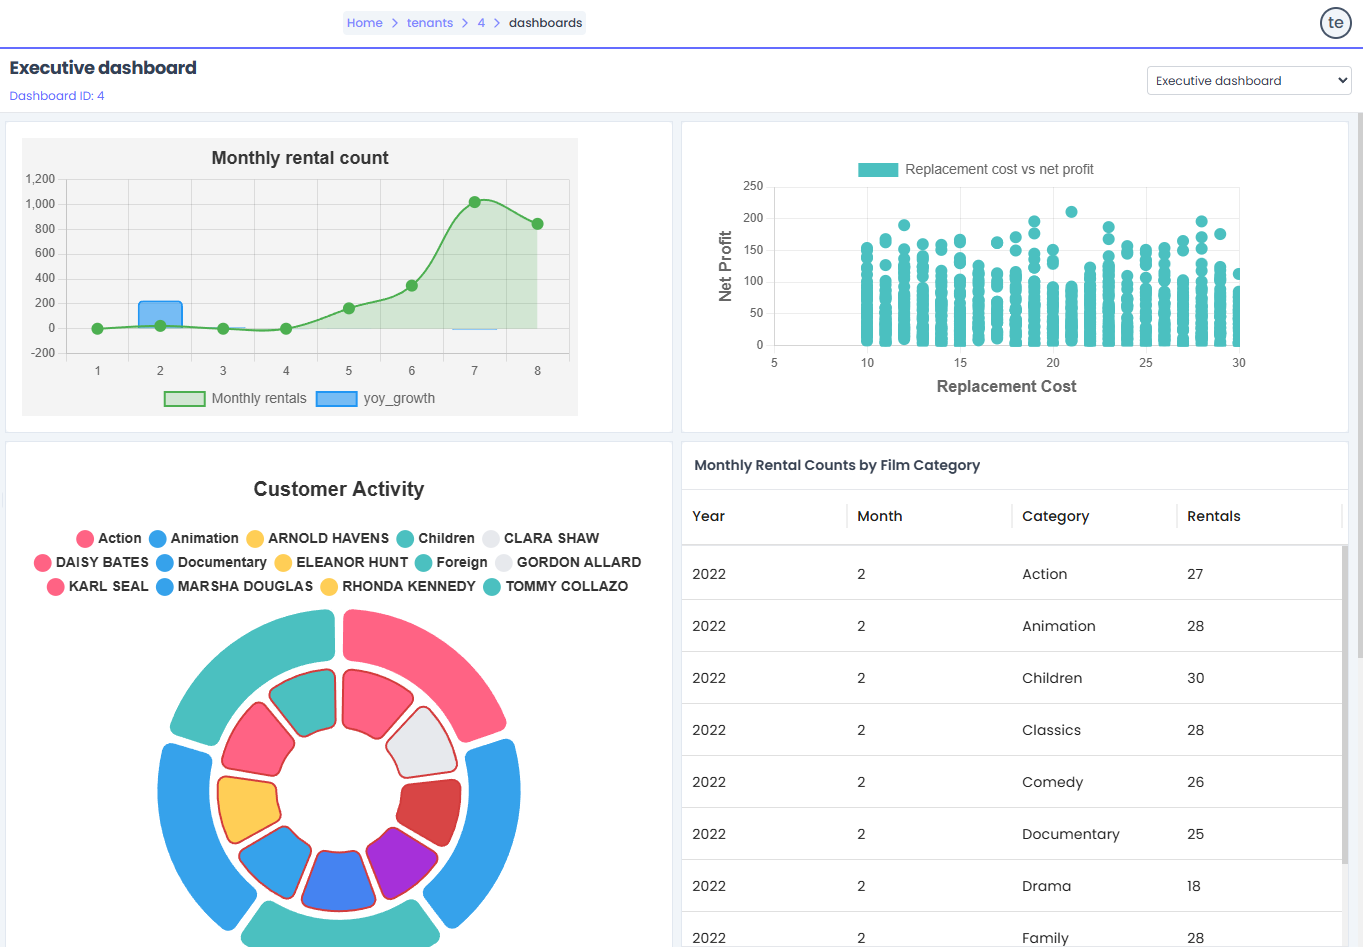 Home > tenants > 4 > dashboards
te
Executive dashboard
Dashboard ID: 4
Executive dashboard
Monthly rental count
1,200
1,000
800
600
400
200
0
-200
1 2 3 4 5 6 7 8
Monthly rentals yoy_growth
Replacement cost vs net profit
250
200
150
100
50
0
Net Profit
5 10 15 20 25 30
Replacement Cost
Customer Activity
Action Animation ARNOLD HAVENS Children CLARA SHAW
DAISY BATES Documentary ELEANOR HUNT Foreign GORDON ALLARD
KARL SEAL MARSHA DOUGLAS RHONDA KENNEDY TOMMY COLLAZO
Monthly Rental Counts by Film Category
Year Month Category Rentals
2022 2 Action 27
2022 2 Animation 28
2022 2 Children 30
2022 2 Classics 28
2022 2 Comedy 26
2022 2 Documentary 25
2022 2 Drama 18
2022 2 Family 28